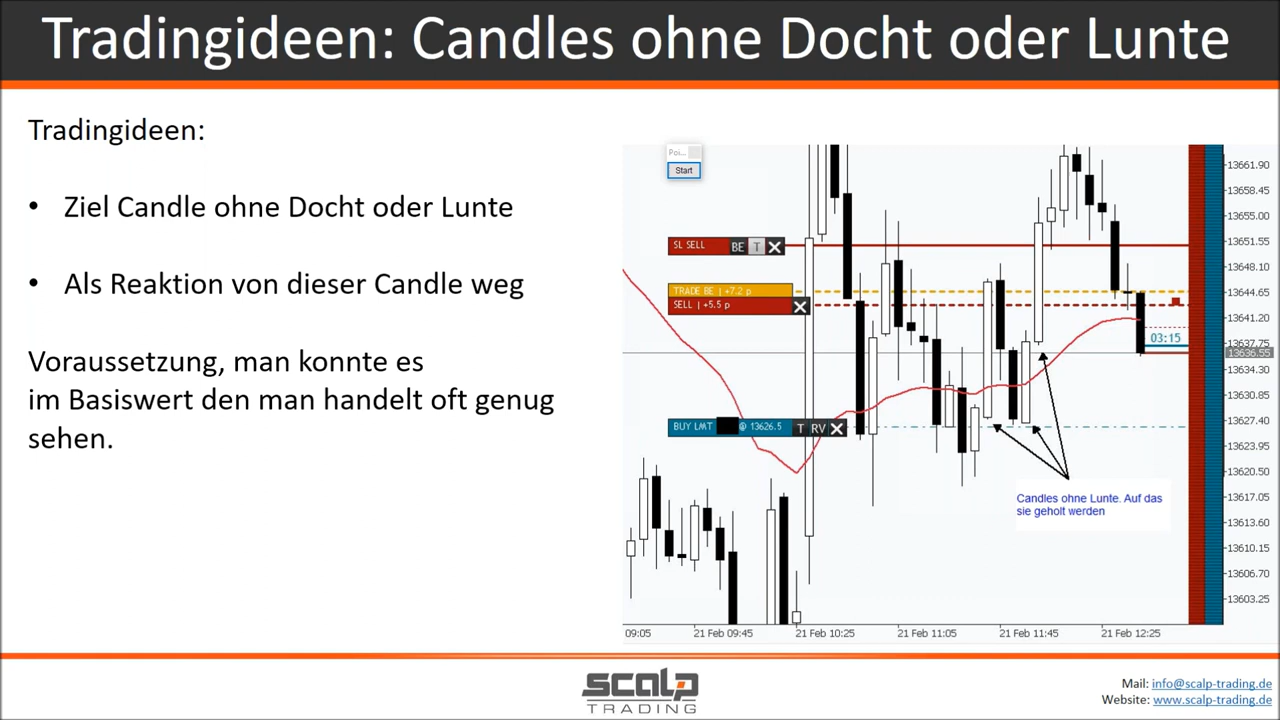 Tradingideen: Candles ohne Docht oder Lunte
Tradingideen:
• Ziel Candle ohne Docht oder Lunte
• Als Reaktion von dieser Candle weg
Voraussetzung, man konnte es
im Basiswert den man handelt oft genug
sehen.
Poi...
Start
SL SELL BE T X
TRADE BE | +7.2 p
SELL | +5.5 p X
BUY LMT @ 13626.5 T RV X
Candles ohne Lunte. Auf das
sie geholt werden
03:15
13661.90
13658.45
13655.00
13651.55
13648.10
13644.65
13641.20
13637.75
13634.30
13630.85
13627.40
13623.95
13620.50
13617.05
13613.60
13610.15
13606.70
13603.25
09:05 21 Feb 09:45 21 Feb 10:25 21 Feb 11:05 21 Feb 11:45 21 Feb 12:25
SCALP
TRADING
Mail: info@scalp-trading.de
Website: www.scalp-trading.de